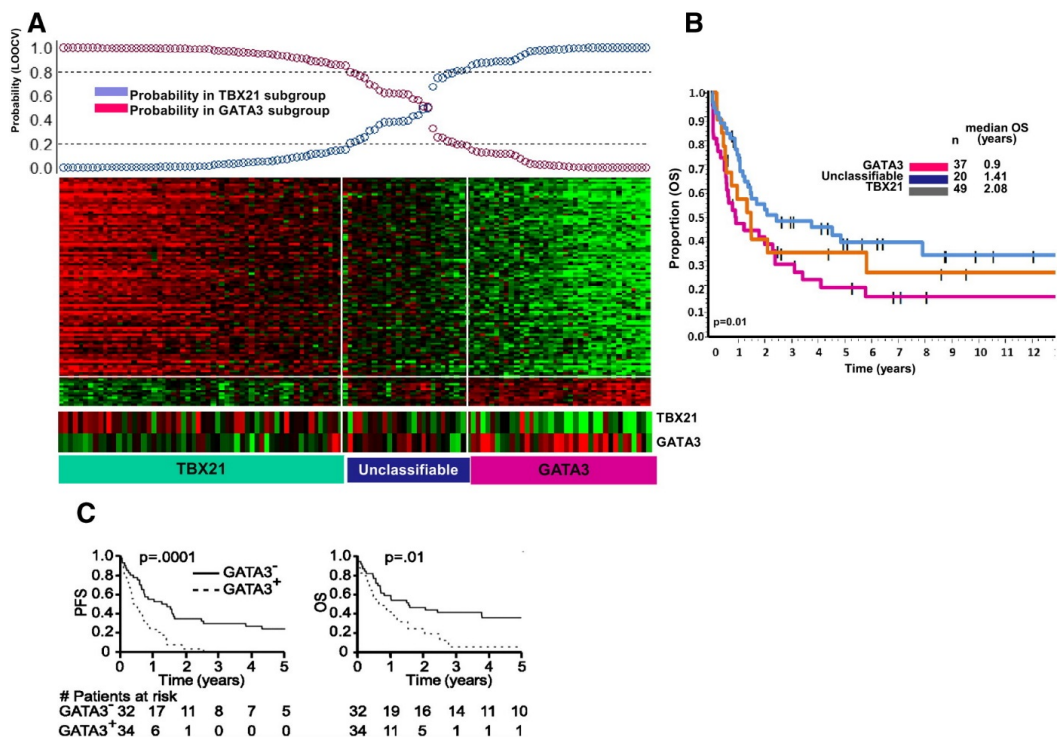 A
Probability (LOOCV)
1.0
0.8
0.6
0.4
0.2
0.0
Probability in TBX21 subgroup
Probability in GATA3 subgroup
TBX21
GATA3
TBX21 Unclassifiable GATA3
B
Proportion (OS)
1.0
0.9
0.8
0.7
0.6
0.5
0.4
0.3
0.2
0.1
0.0
n median OS (years)
GATA3 37 0.9
Unclassifiable 20 1.41
TBX21 49 2.08
p=0.01
0 1 2 3 4 5 6 7 8 9 10 11 12 1
Time (years)
C
PFS
1.0
0.8
0.6
0.4
0.2
0
p=.0001
GATA3-
GATA3+
0 1 2 3 4 5
Time (years)
OS
1.0
0.8
0.6
0.4
0.2
0
p=.01
0 1 2 3 4 5
Time (years)
# Patients at risk
GATA3- 32 17 11 8 7 5 32 19 16 14 11 10
GATA3+ 34 6 1 0 0 0 34 11 5 1 1 1